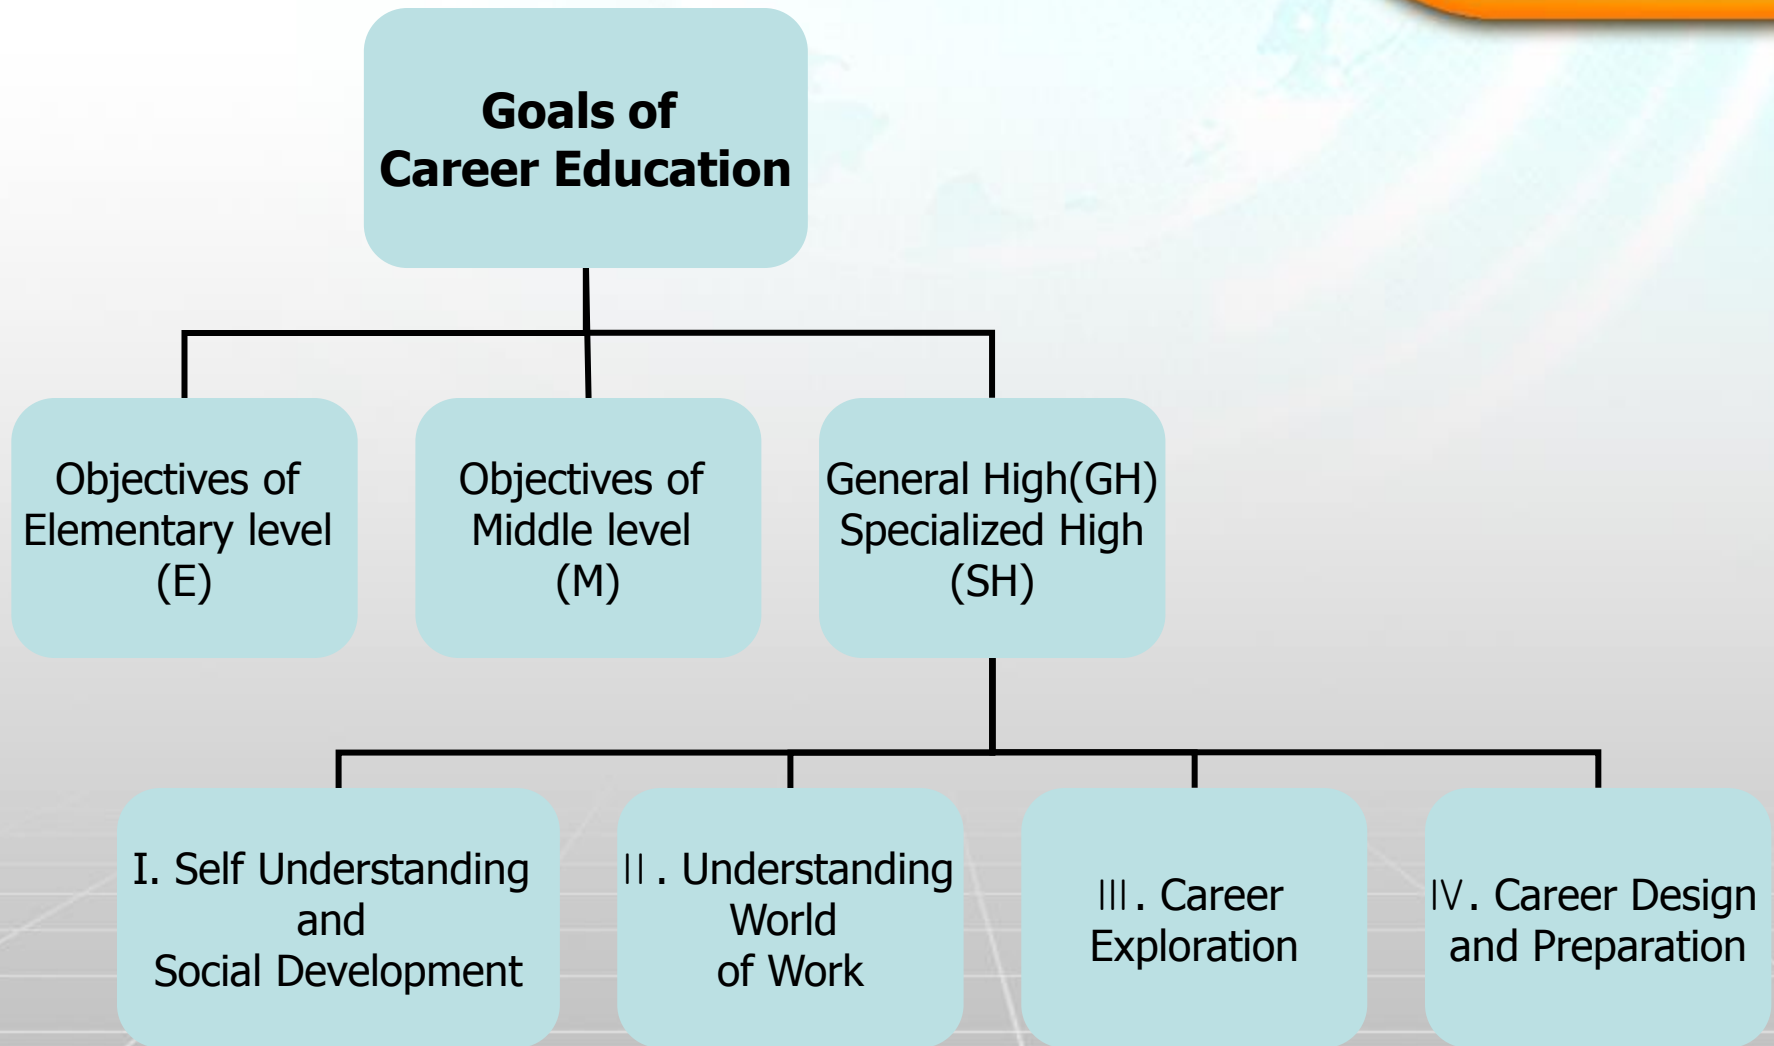 Goals of
Career Education
Objectives of
Elementary level
(E)
Objectives of
Middle level
(M)
General High(GH)
Specialized High
(SH)
I. Self Understanding
and
Social Development
Ⅱ. Understanding
World
of Work
Ⅲ. Career
Exploration
Ⅳ. Career Design
and Preparation